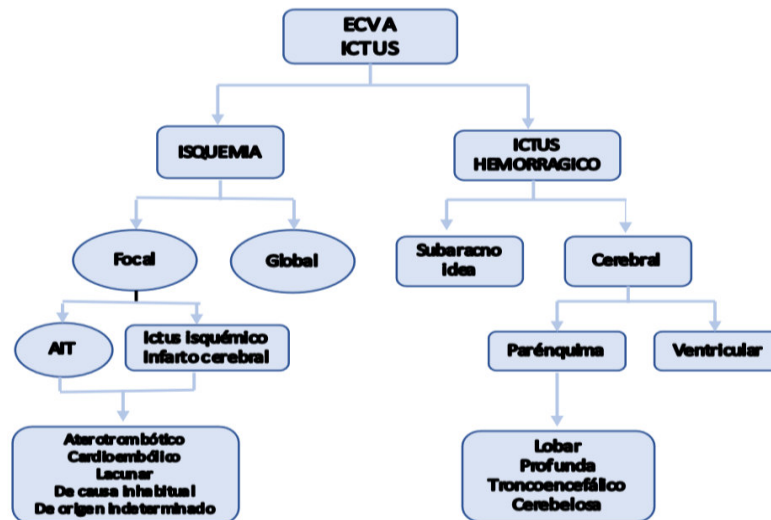 ECVA
ICTUS
ISQUEMIA
ICTUS
HEMORRAGICO
Focal
Global
Subaracno
idea
Cerebral
AIT
Ictus Isquémico
Infarto cerebral
Parénquima
Ventricular
Aterotrombótico
Cardioembólico
Lacunar
De causa inhabitual
De origen indeterminado
Lobar
Profunda
Troncoencefálico
Cerebelosa